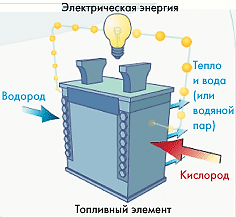 Электрическая энергия
Тепло
и вода
(или
водяной
пар)
Водород
Кислород
Топливный элемент